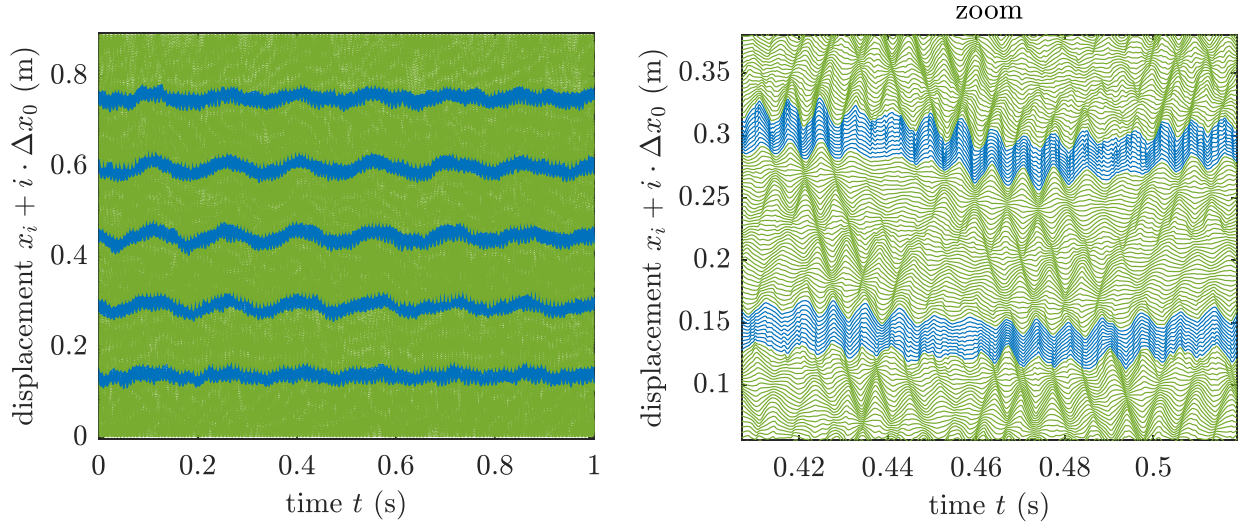 displacement x_i + i · Δx_0 (m)
0.8
0.6
0.4
0.2
0
0 0.2 0.4 0.6 0.8 1
time t (s)
zoom
displacement x_i + i · Δx_0 (m)
0.35
0.3
0.25
0.2
0.15
0.1
0.42 0.44 0.46 0.48 0.5
time t (s)